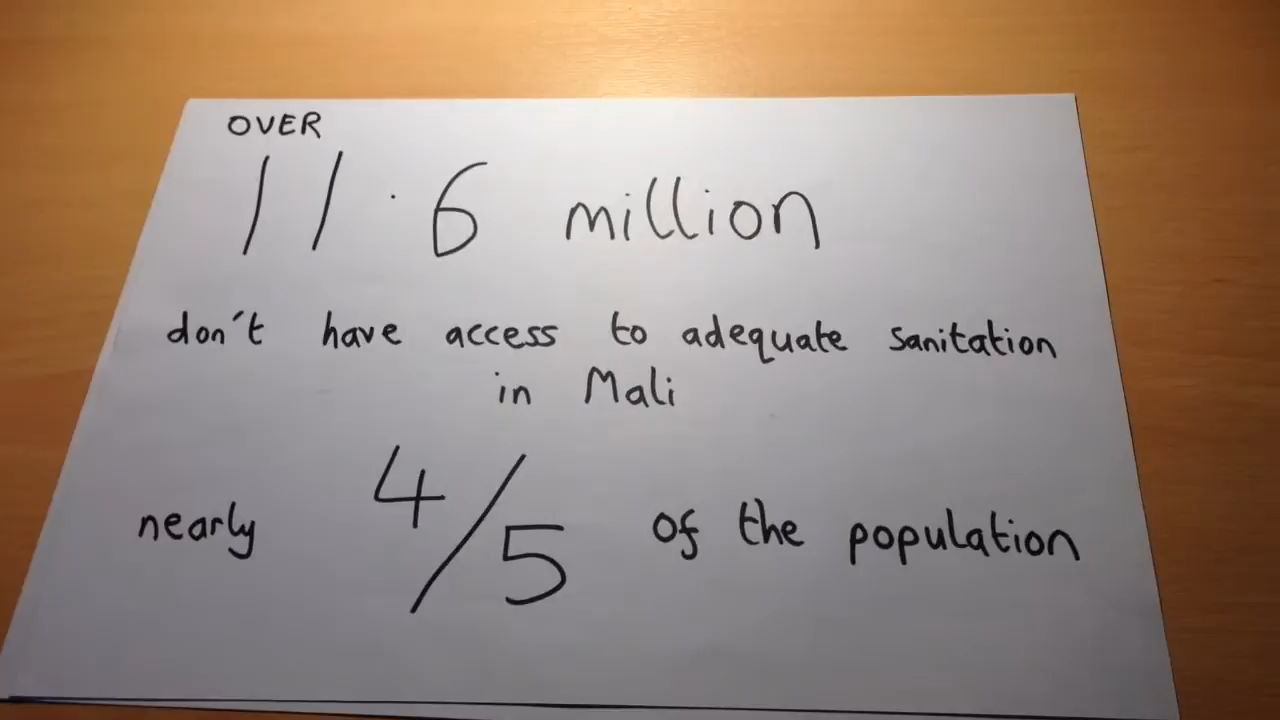 OVER
11.6 million
don't have access to adequate sanitation
in Mali
nearly 4/5 of the population